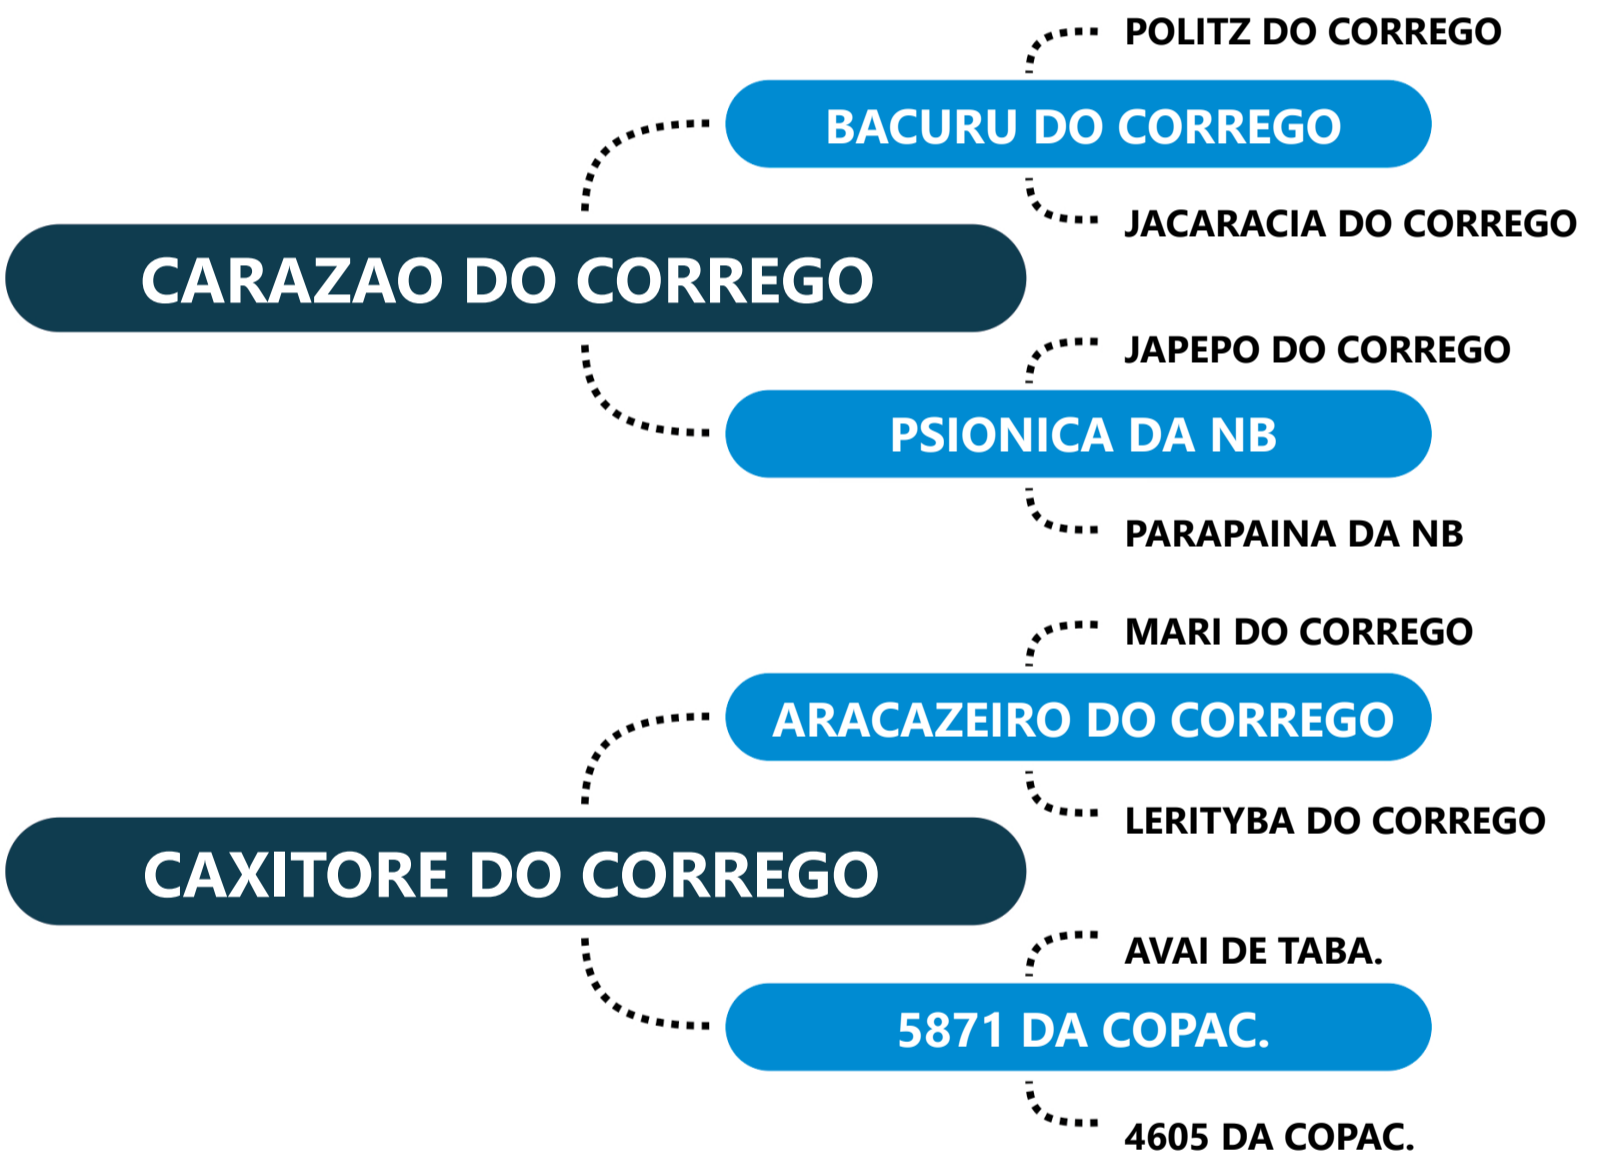 POLITZ DO CORREGO
BACURU DO CORREGO
JACARACIA DO CORREGO
CARAZAO DO CORREGO
JAPEPO DO CORREGO
PSIONICA DA NB
PARAPAINA DA NB
MARI DO CORREGO
ARACAZEIRO DO CORREGO
LERITYBA DO CORREGO
CAXITORE DO CORREGO
AVAI DE TABA.
5871 DA COPAC.
4605 DA COPAC.